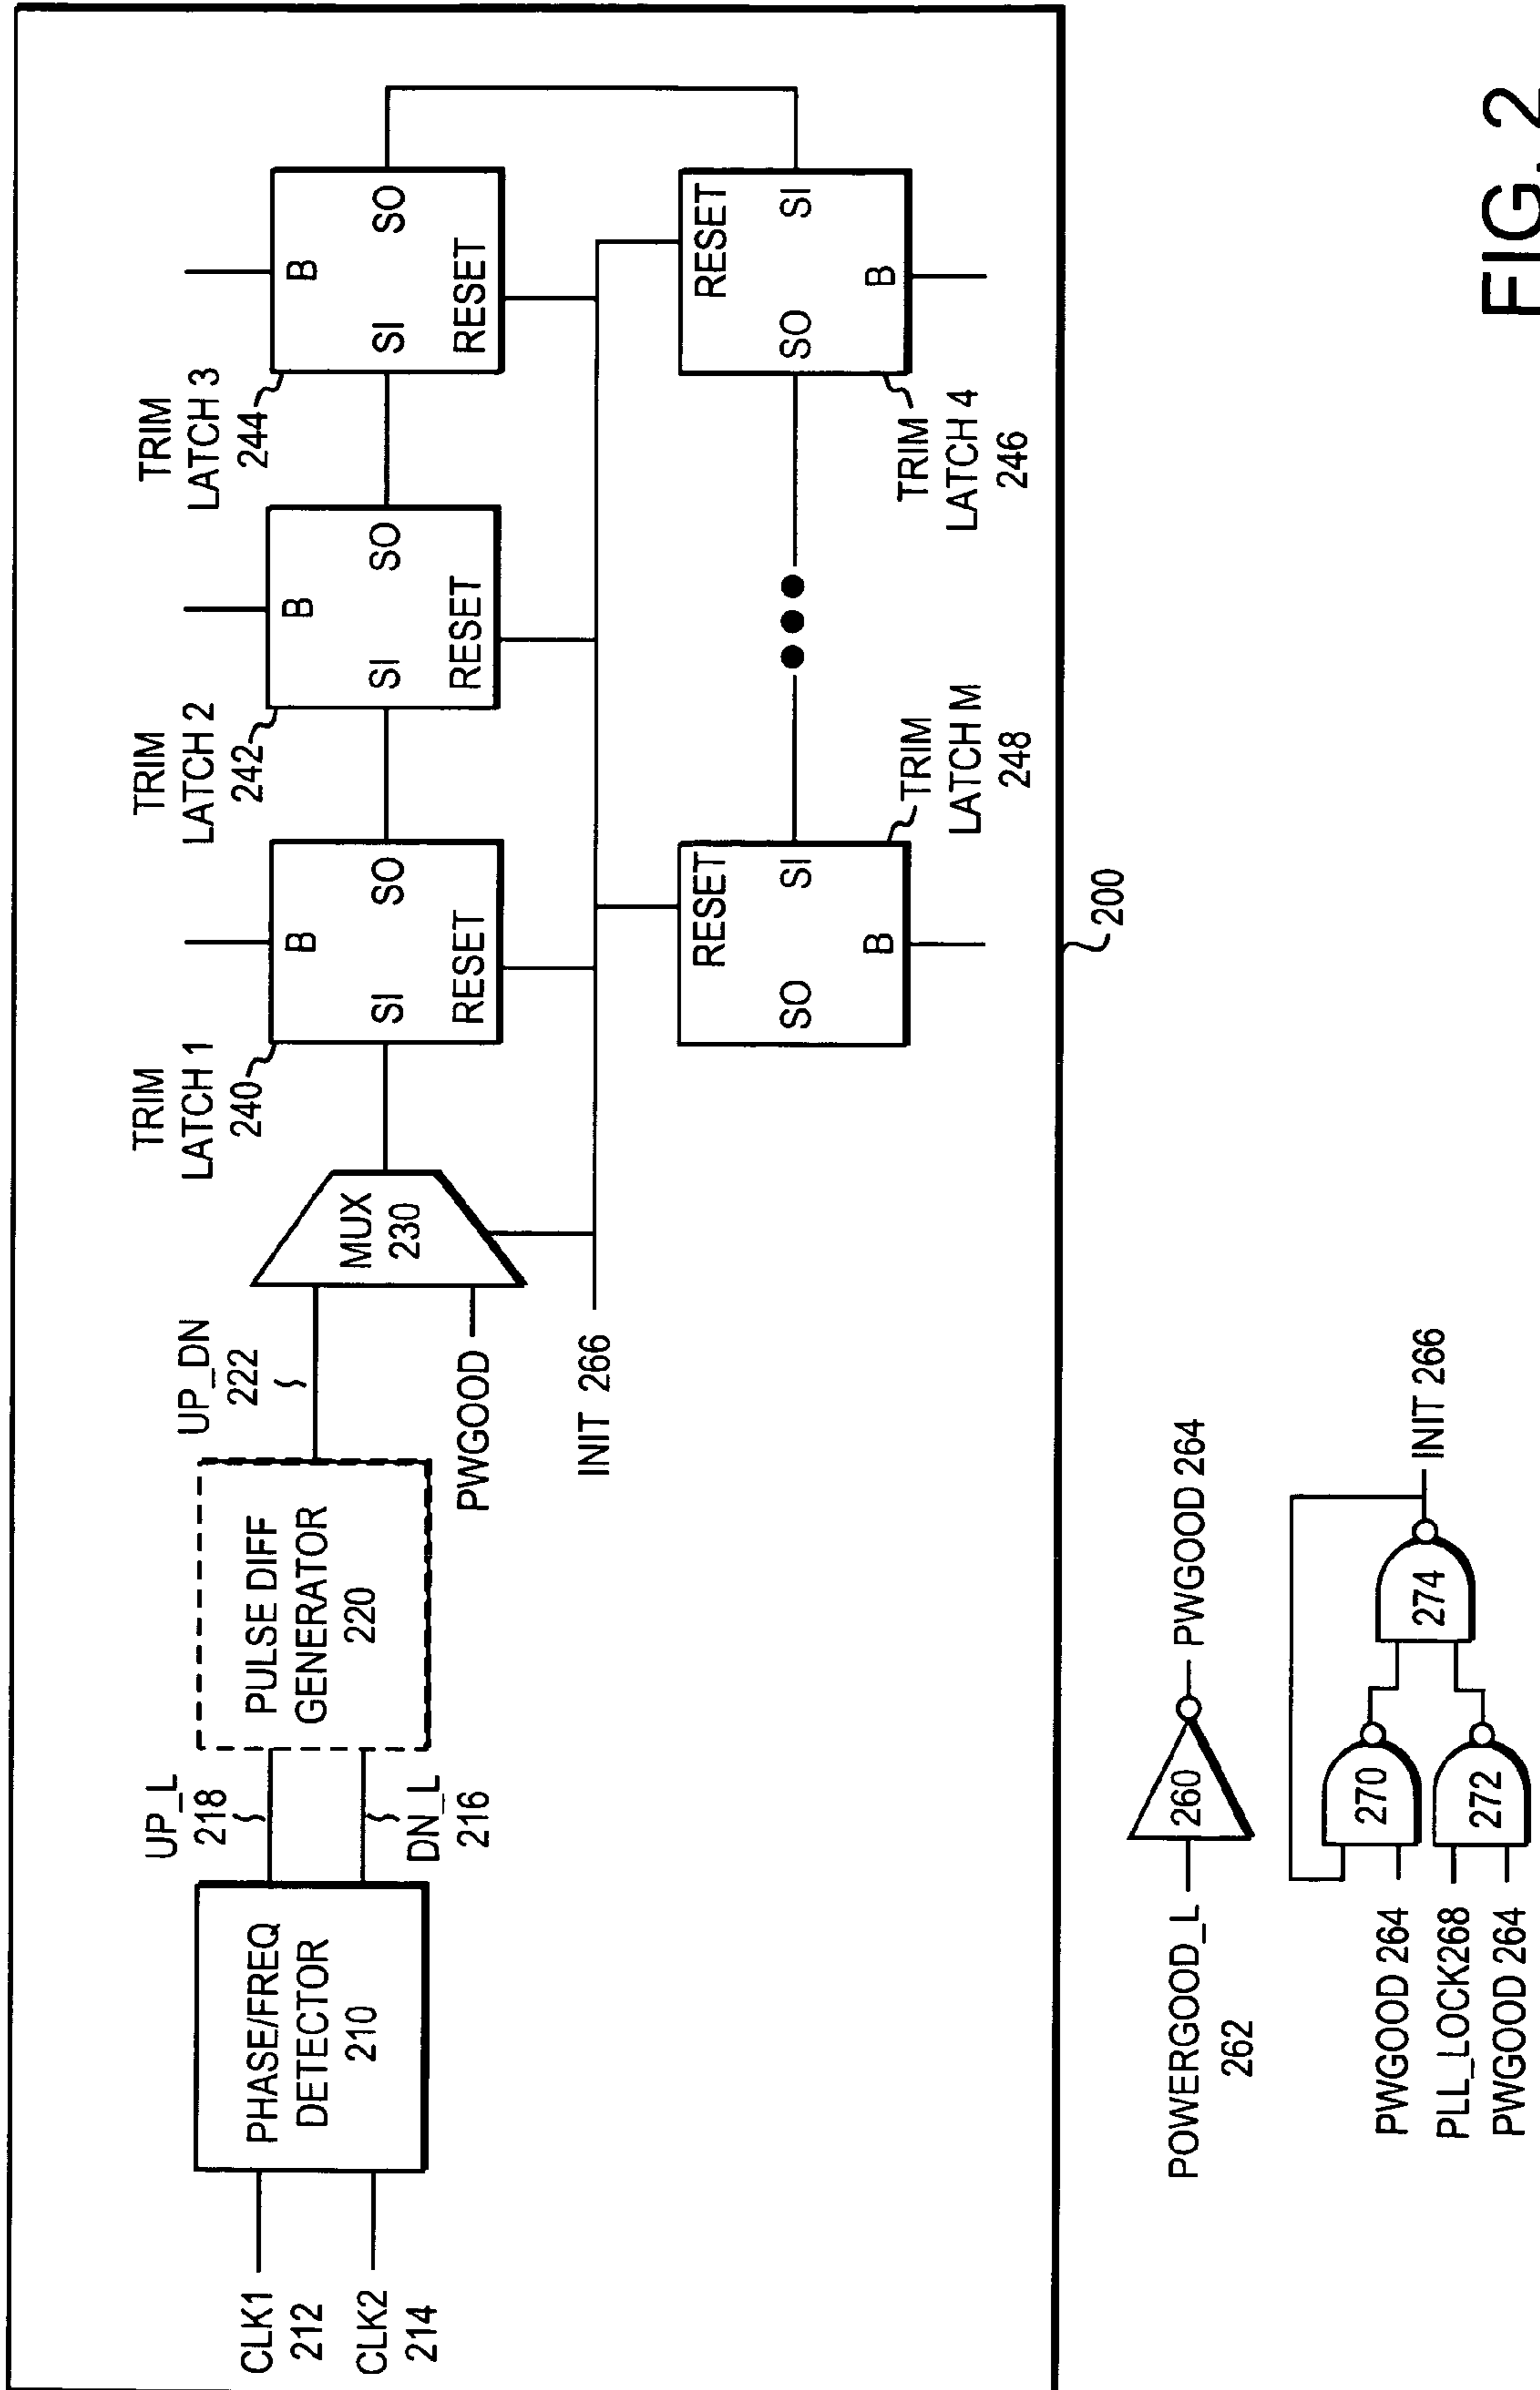 TRIM
LATCH 1
240
TRIM
LATCH 2
242
TRIM
LATCH 3
244
B
SI
SO
RESET
B
SI
SO
RESET
B
SI
SO
RESET
CLK1
212
CLK2
214
PHASE/FREQ
DETECTOR
210
UP_L
218
DN_L
216
PULSE DIFF
GENERATOR
220
UP_DN
222
PWGOOD
MUX
230
INIT 266
RESET
SO
SI
B
TRIM
LATCH M
248
RESET
SO
SI
B
TRIM
LATCH 4
246
200
POWERGOOD_L
262
260
PWGOOD 264
PWGOOD 264
PLL_LOCK268
PWGOOD 264
270
272
274
INIT 266
FIG. 2